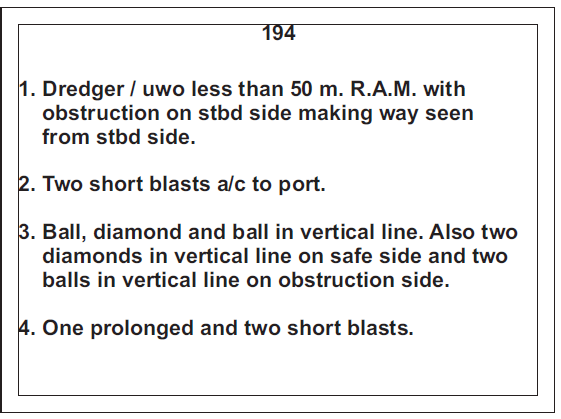 194
1. Dredger / uwo less than 50 m. R.A.M. with
obstruction on stbd side making way seen
from stbd side.
2. Two short blasts a/c to port.
3. Ball, diamond and ball in vertical line. Also two
diamonds in vertical line on safe side and two
balls in vertical line on obstruction side.
4. One prolonged and two short blasts.